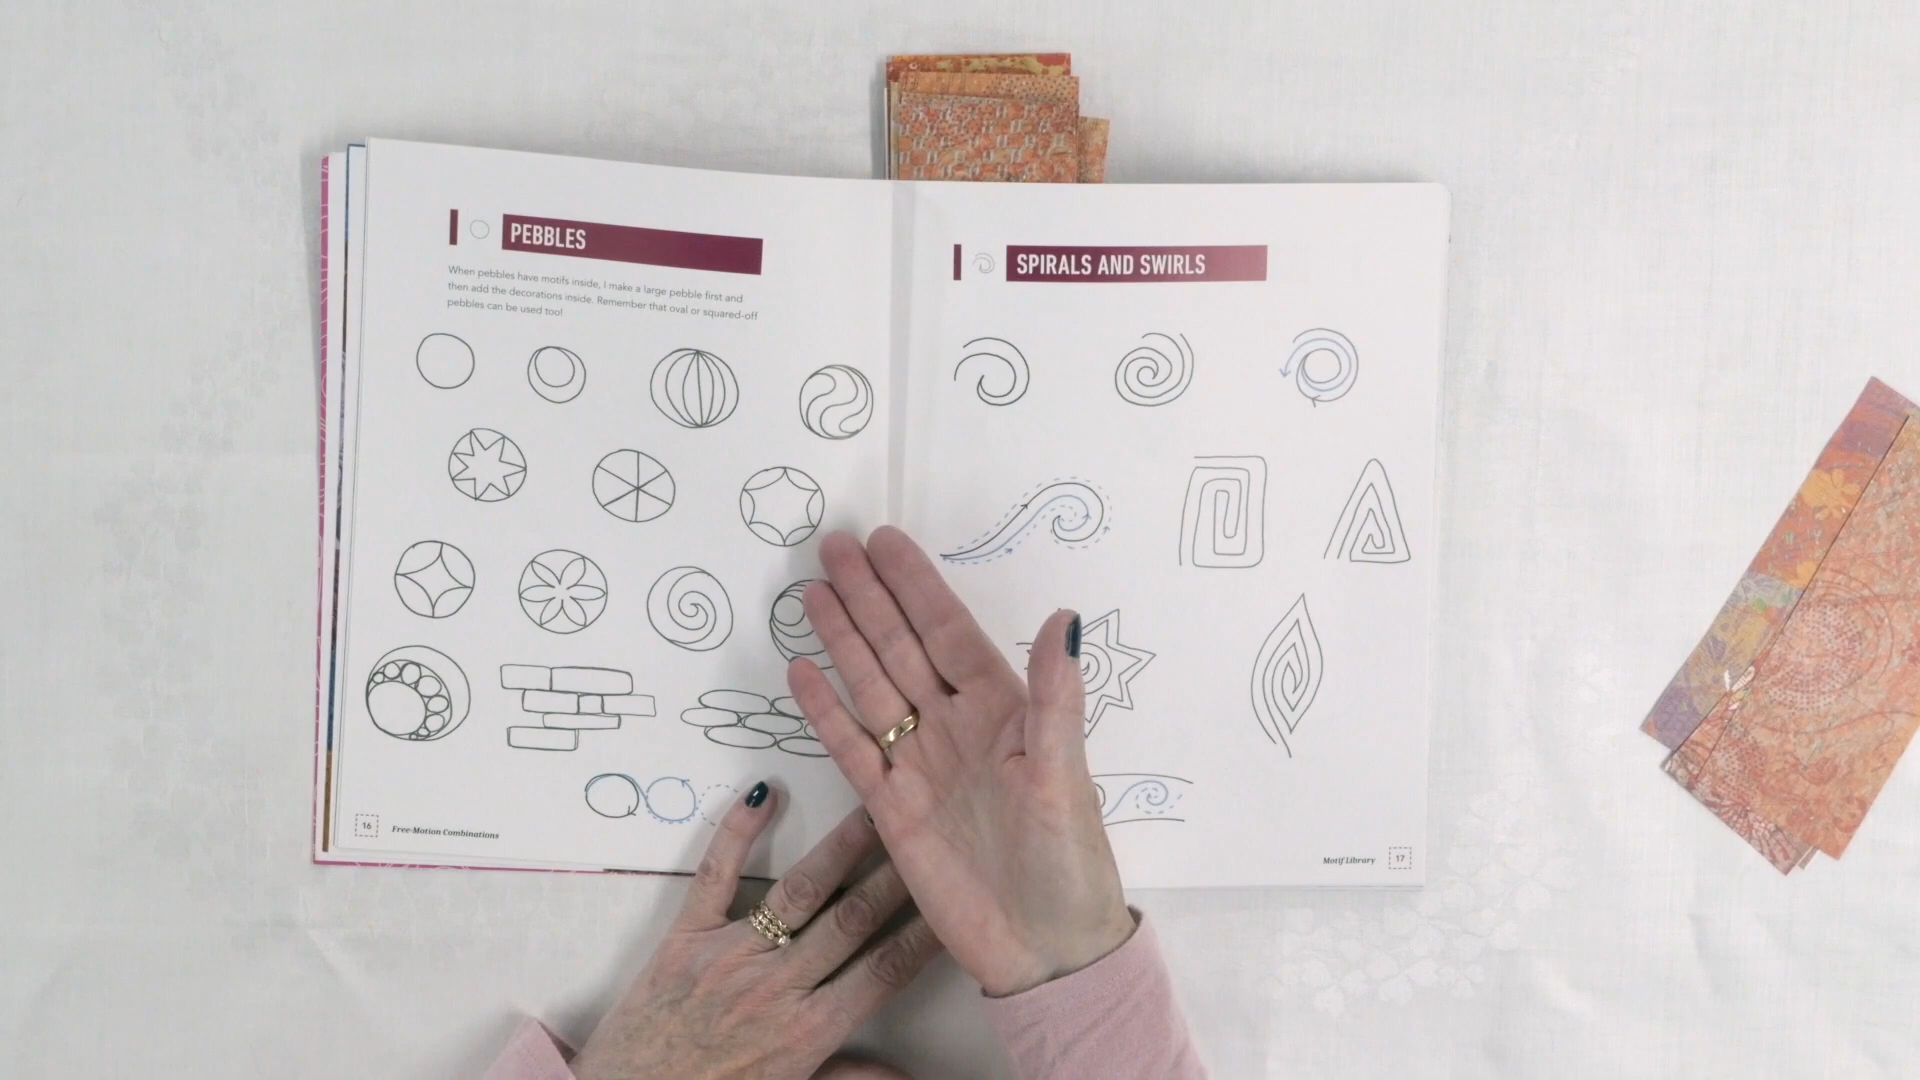 PEBBLES
When pebbles have motifs inside, I make a large pebble first and
then add the decorations inside. Remember that oval or squared-off
pebbles can be used too!
16 Free-Motion Combinations
SPIRALS AND SWIRLS
Motif Library 17